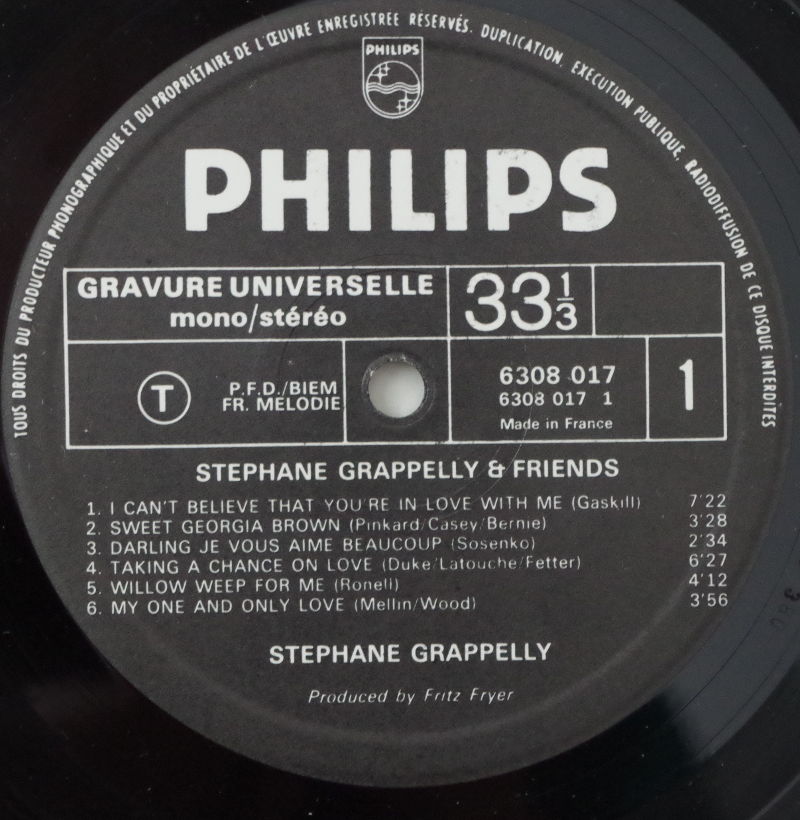 TOUS DROITS DU PRODUCTEUR PHONOGRAPHIQUE ET DU PROPRIÉTAIRE DE L'ŒUVRE ENREGISTRÉE RÉSERVÉS. DUPLICATION, EXECUTION PUBLIQUE, RADIODIFFUSION DE CE DISQUE INTERDITES
PHILIPS
PHILIPS
GRAVURE UNIVERSELLE
mono/stéréo
33 1/3
T
P.F.D./BIEM
FR. MELODIE
6308 017
6308 017 1
Made in France
1
STEPHANE GRAPPELLY & FRIENDS
1. I CAN'T BELIEVE THAT YOU'RE IN LOVE WITH ME (Gaskill) 7'22
2. SWEET GEORGIA BROWN (Pinkard/Casey/Bernie) 3'28
3. DARLING JE VOUS AIME BEAUCOUP (Sosenko) 2'34
4. TAKING A CHANCE ON LOVE (Duke/Latouche/Fetter) 6'27
5. WILLOW WEEP FOR ME (Ronell) 4'12
6. MY ONE AND ONLY LOVE (Mellin/Wood) 3'56
STEPHANE GRAPPELLY
Produced by Fritz Fryer